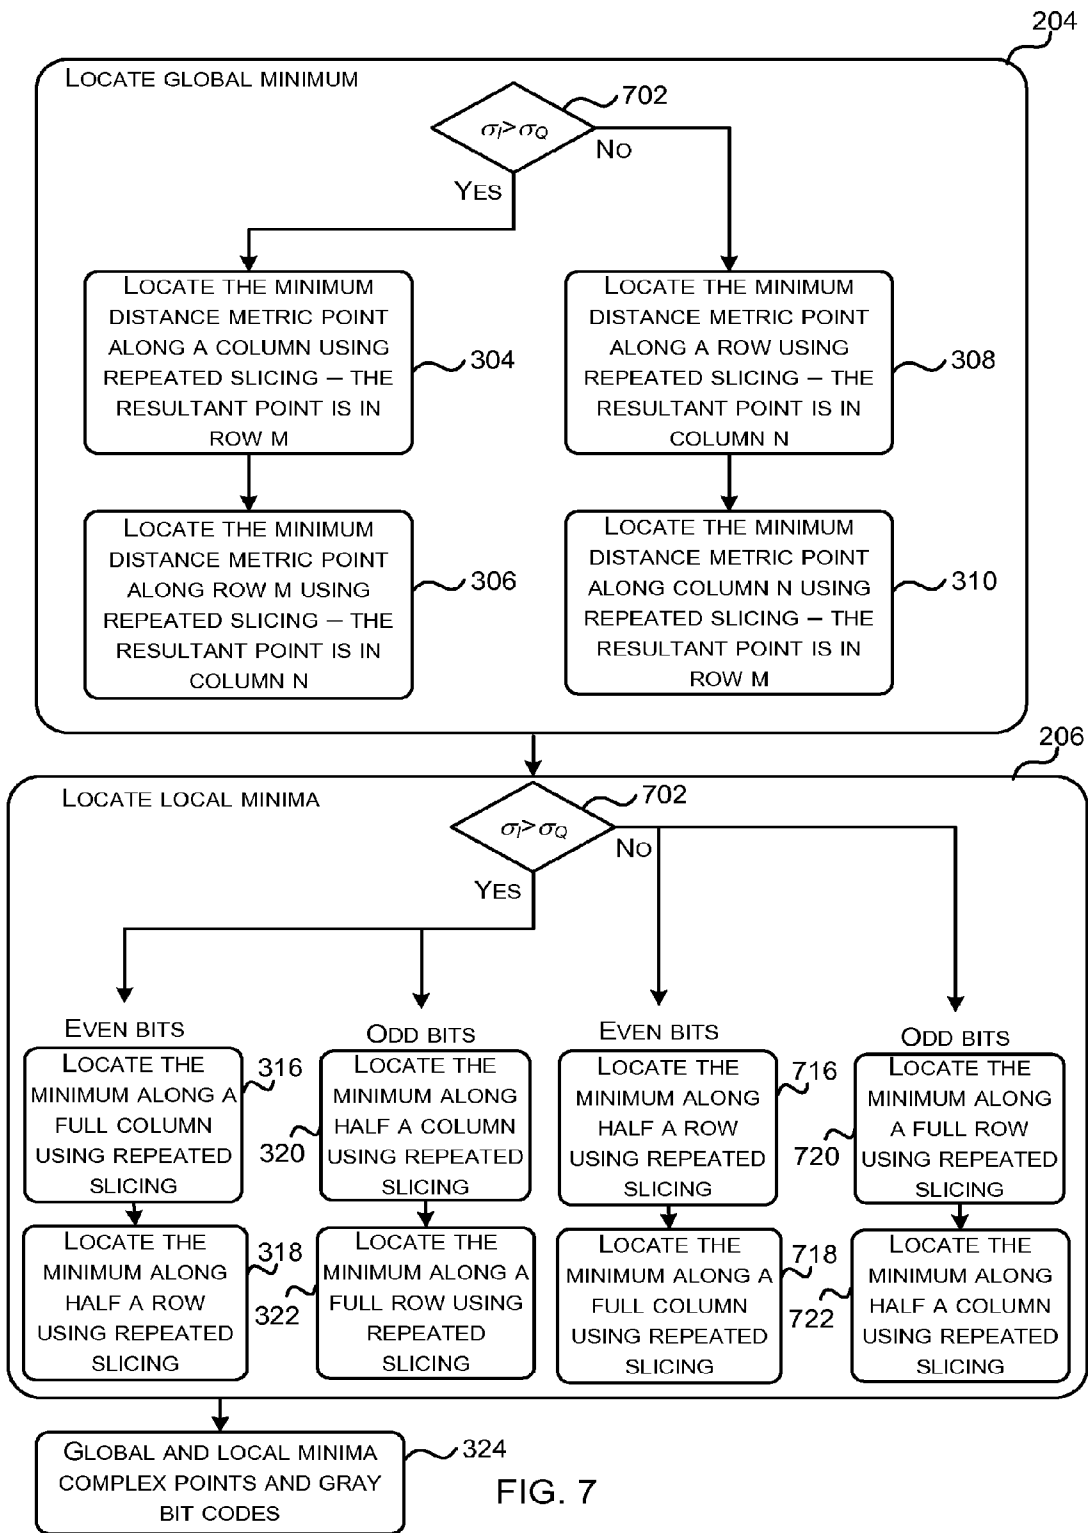 204
LOCATE GLOBAL MINIMUM
702
σI>σQ
NO
YES
LOCATE THE MINIMUM
DISTANCE METRIC POINT
ALONG A COLUMN USING
REPEATED SLICING – THE
RESULTANT POINT IS IN
ROW M
304
LOCATE THE MINIMUM
DISTANCE METRIC POINT
ALONG A ROW USING
REPEATED SLICING – THE
RESULTANT POINT IS IN
COLUMN N
308
LOCATE THE MINIMUM
DISTANCE METRIC POINT
ALONG ROW M USING
REPEATED SLICING – THE
RESULTANT POINT IS IN
COLUMN N
306
LOCATE THE MINIMUM
DISTANCE METRIC POINT
ALONG COLUMN N USING
REPEATED SLICING – THE
RESULTANT POINT IS IN
ROW M
310
206
LOCATE LOCAL MINIMA
702
σI>σQ
NO
YES
EVEN BITS
LOCATE THE
MINIMUM ALONG A
FULL COLUMN
USING REPEATED
SLICING
316
ODD BITS
LOCATE THE
MINIMUM ALONG
HALF A COLUMN
USING REPEATED
SLICING
320
EVEN BITS
LOCATE THE
MINIMUM ALONG
HALF A ROW
USING REPEATED
SLICING
716
ODD BITS
LOCATE THE
MINIMUM ALONG
A FULL ROW
USING REPEATED
SLICING
720
LOCATE THE
MINIMUM ALONG
HALF A ROW
USING REPEATED
SLICING
318
LOCATE THE
MINIMUM ALONG A
FULL ROW USING
REPEATED
SLICING
322
LOCATE THE
MINIMUM ALONG A
FULL COLUMN
USING REPEATED
SLICING
718
LOCATE THE
MINIMUM ALONG
HALF A COLUMN
USING REPEATED
SLICING
722
GLOBAL AND LOCAL MINIMA
COMPLEX POINTS AND GRAY
BIT CODES
324
FIG. 7